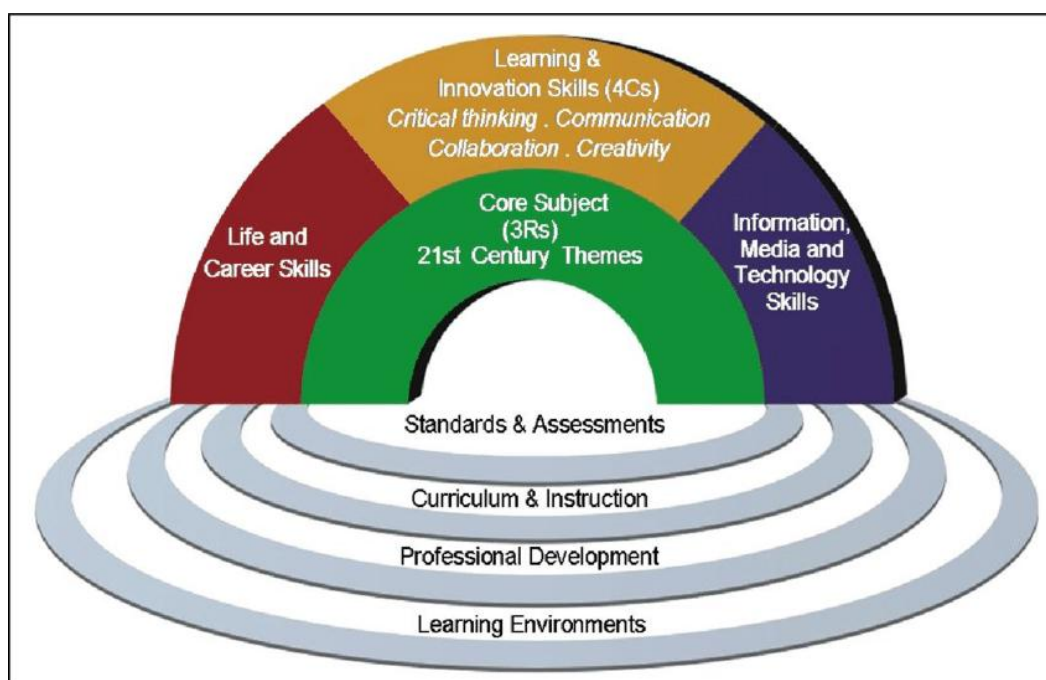 Learning &
Innovation Skills (4Cs)
Critical thinking . Communication
Collaboration . Creativity
Core Subject
(3Rs)
21st Century Themes
Life and
Career Skills
Information,
Media and
Technology
Skills
Standards & Assessments
Curriculum & Instruction
Professional Development
Learning Environments